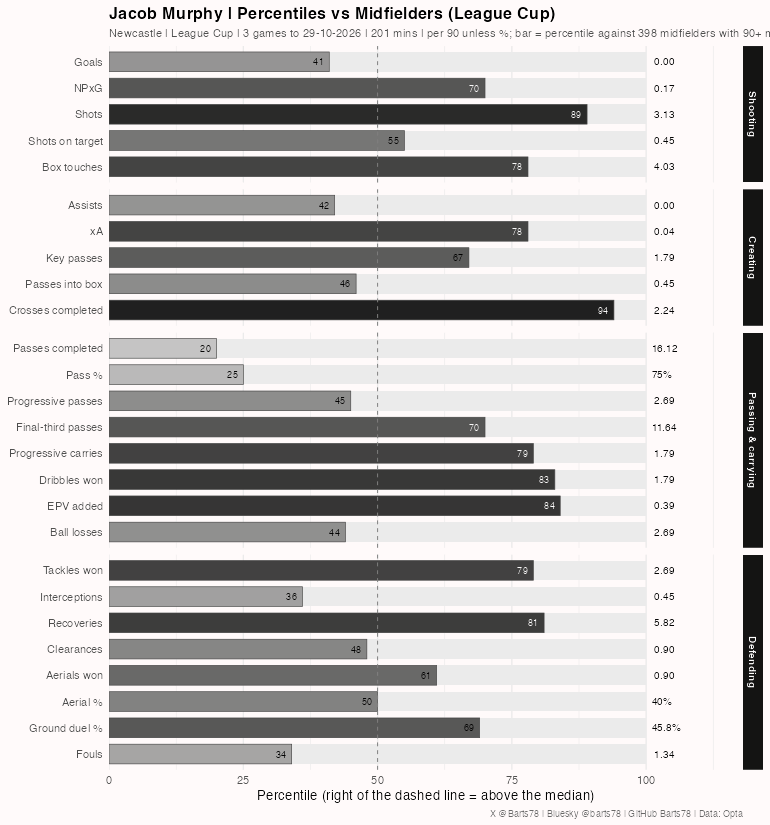 Jacob Murphy | Percentiles vs Midfielders (League Cup)
Newcastle | League Cup | 3 games to 29-10-2026 | 201 mins | per 90 unless %; bar = percentile against 398 midfielders with 90+ m
Goals 41 0.00
NPxG 70 0.17
Shots 89 3.13
Shots on target 55 0.45
Box touches 78 4.03
Shooting
Assists 42 0.00
xA 78 0.04
Key passes 67 1.79
Passes into box 46 0.45
Crosses completed 94 2.24
Creating
Passes completed 20 16.12
Pass % 25 75%
Progressive passes 45 2.69
Final-third passes 70 11.64
Progressive carries 79 1.79
Dribbles won 83 1.79
EPV added 84 0.39
Ball losses 44 2.69
Passing & carrying
Tackles won 79 2.69
Interceptions 36 0.45
Recoveries 81 5.82
Clearances 48 0.90
Aerials won 61 0.90
Aerial % 50 40%
Ground duel % 69 45.8%
Fouls 34 1.34
Defending
0 25 50 75 100
Percentile (right of the dashed line = above the median)
X @Barts78 | Bluesky @barts78 | GitHub Barts78 | Data: Opta